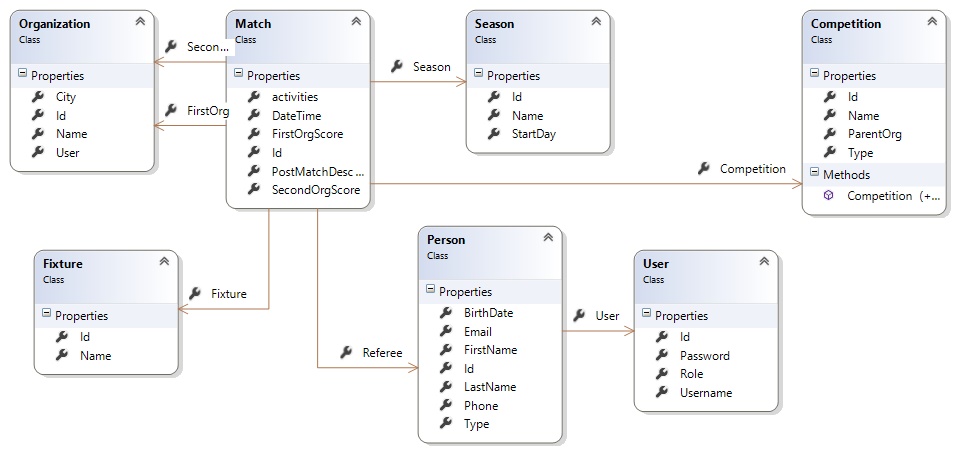 Organization
Class
Properties
City
Id
Name
User
Secon...
FirstOrg
Match
Class
Properties
activities
DateTime
FirstOrgScore
Id
PostMatchDesc ...
SecondOrgScore
Season
Season
Class
Properties
Id
Name
StartDay
Competition
Competition
Class
Properties
Id
Name
ParentOrg
Type
Methods
Competition (+...
Fixture
Class
Properties
Id
Name
Fixture
Referee
Person
Class
Properties
BirthDate
Email
FirstName
Id
LastName
Phone
Type
User
User
Class
Properties
Id
Password
Role
Username